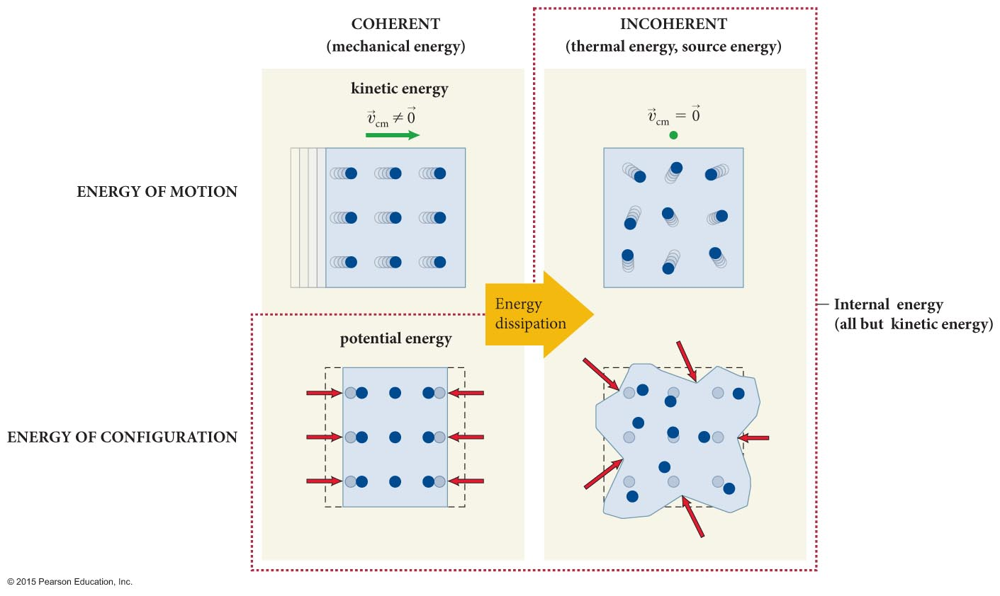 COHERENT
(mechanical energy)
INCOHERENT
(thermal energy, source energy)
kinetic energy
v⃗cm ≠ 0⃗
v⃗cm = 0⃗
ENERGY OF MOTION
Energy
dissipation
Internal energy
(all but kinetic energy)
potential energy
ENERGY OF CONFIGURATION
© 2015 Pearson Education, Inc.